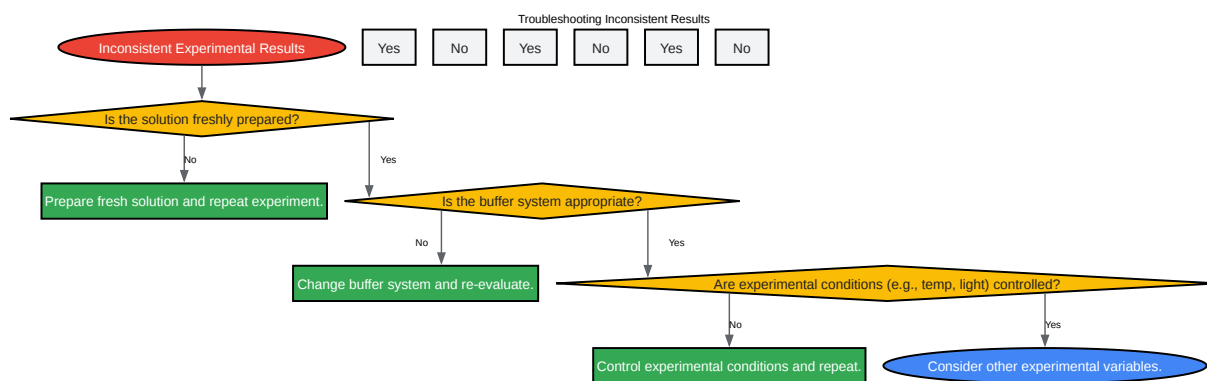 Troubleshooting Inconsistent Results
Inconsistent Experimental Results
Yes
No
Yes
No
Yes
No
Is the solution freshly prepared?
No
Yes
Prepare fresh solution and repeat experiment.
Is the buffer system appropriate?
No
Yes
Change buffer system and re-evaluate.
Are experimental conditions (e.g., temp, light) controlled?
No
Yes
Control experimental conditions and repeat.
Consider other experimental variables.